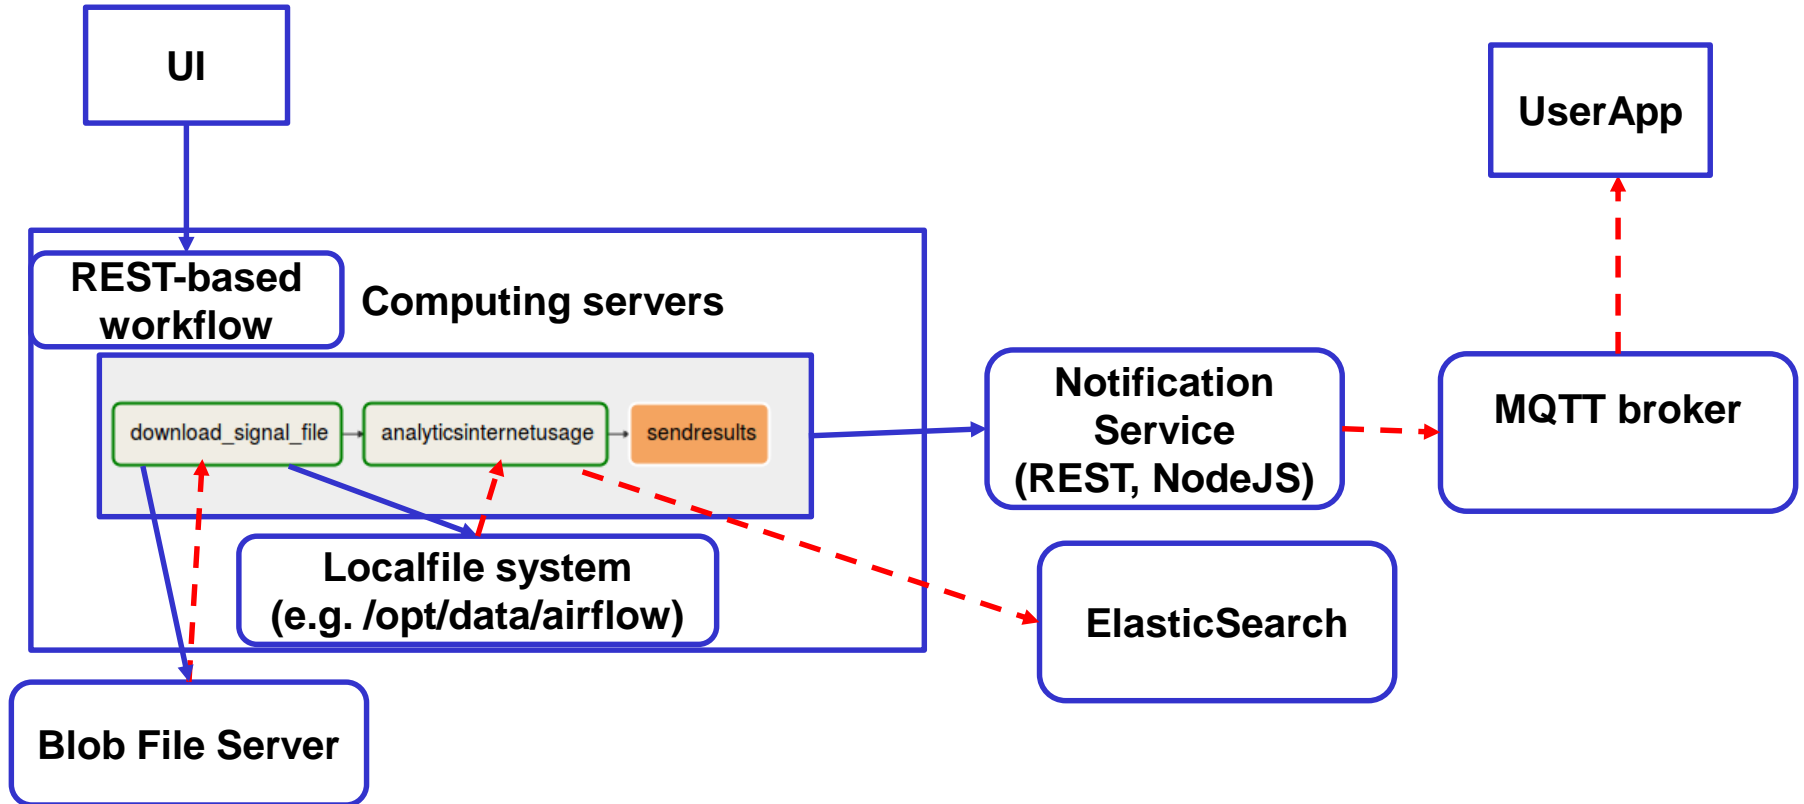 UI
UserApp
REST-based
workflow
Computing servers
download_signal_file
analyticsinternetusage
sendresults
Notification
Service
(REST, NodeJS)
MQTT broker
Localfile system
(e.g. /opt/data/airflow)
ElasticSearch
Blob File Server